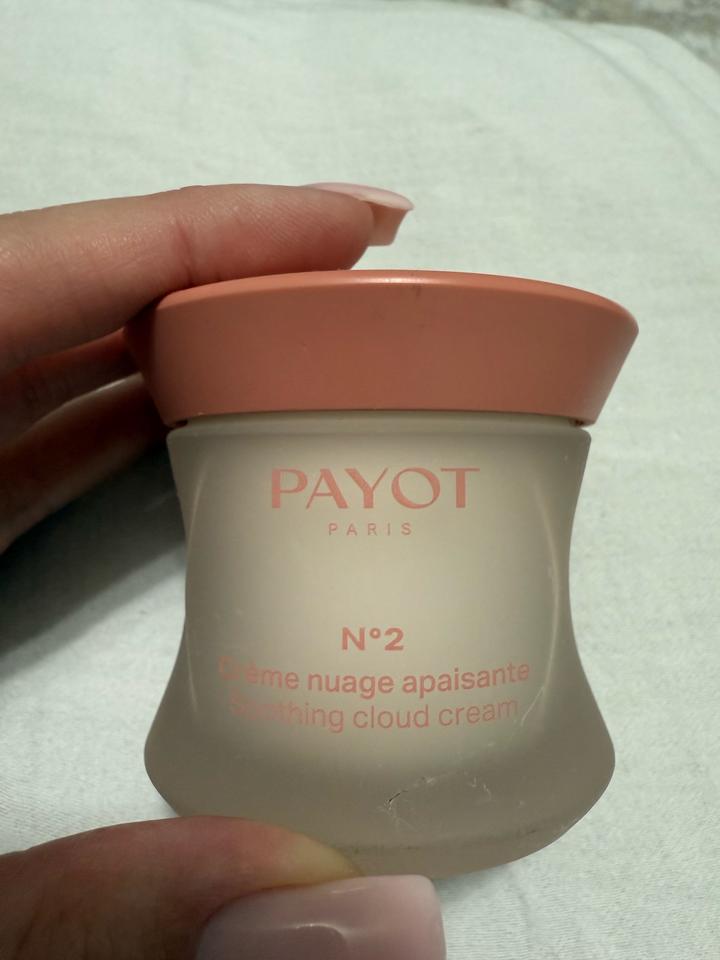 PAYOT
PARIS
N°2
Crème nuage apaisante
Soothing cloud cream